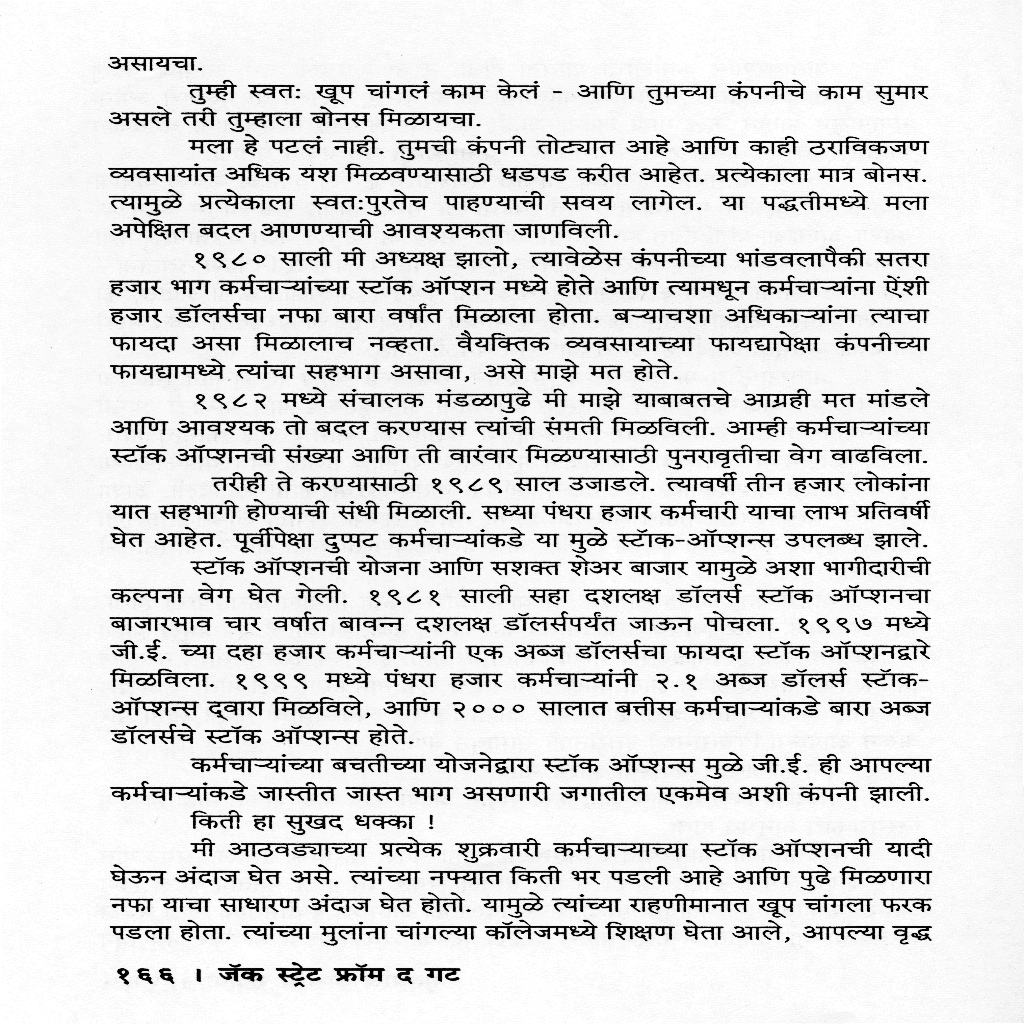 असायचा.
तुम्ही स्वत: खूप चांगलं काम केलं - आणि तुमच्या कंपनीचे काम सुमार
असले तरी तुम्हाला बोनस मिळायचा.
मला हे पटलं नाही. तुमची कंपनी तोट्यात आहे आणि काही ठराविकजण
व्यवसायांत अधिक यश मिळवण्यासाठी धडपड करीत आहेत. प्रत्येकाला मात्र बोनस.
त्यामुळे प्रत्येकाला स्वत:पुरतेच पाहण्याची सवय लागेल. या पद्धतीमध्ये मला
अपेक्षित बदल आणण्याची आवश्यकता जाणविली.
१९८० साली मी अध्यक्ष झालो, त्यावेळेस कंपनीच्या भांडवलापैकी सतरा
हजार भाग कर्मचाऱ्यांच्या स्टॉक ऑप्शन मध्ये होते आणि त्यामधून कर्मचाऱ्यांना ऐंशी
हजार डॉलर्सचा नफा बारा वर्षांत मिळाला होता. बऱ्याचशा अधिकाऱ्यांना त्याचा
फायदा असा मिळालाच नव्हता. वैयक्तिक व्यवसायाच्या फायद्यापेक्षा कंपनीच्या
फायद्यामध्ये त्यांचा सहभाग असावा, असे माझे मत होते.
१९८२ मध्ये संचालक मंडळापुढे मी माझे याबाबतचे आग्रही मत मांडले
आणि आवश्यक तो बदल करण्यास त्यांची संमती मिळविली. आम्ही कर्मचाऱ्यांच्या
स्टॉक ऑप्शनची संख्या आणि ती वारंवार मिळण्यासाठी पुनरावृतीचा वेग वाढविला.
तरीही ते करण्यासाठी १९८९ साल उजाडले. त्यावर्षी तीन हजार लोकांना
यात सहभागी होण्याची संधी मिळाली. सध्या पंधरा हजार कर्मचारी याचा लाभ प्रतिवर्षी
घेत आहेत. पूर्वीपेक्षा दुप्पट कर्मचाऱ्यांकडे या मुळे स्टॉक-ऑप्शन्स उपलब्ध झाले.
स्टॉक ऑप्शनची योजना आणि सशक्त शेअर बाजार यामुळे अशा भागीदारीची
कल्पना वेग घेत गेली. १९८१ साली सहा दशलक्ष डॉलर्स स्टॉक ऑप्शनचा
बाजारभाव चार वर्षात बावन्न दशलक्ष डॉलर्सपर्यंत जाऊन पोचला. १९९७ मध्ये
जी.ई. च्या दहा हजार कर्मचाऱ्यांनी एक अब्ज डॉलर्सचा फायदा स्टॉक ऑप्शनद्वारे
मिळविला. १९९९ मध्ये पंधरा हजार कर्मचाऱ्यांनी २.१ अब्ज डॉलर्स स्टॉक-
ऑप्शन्स द्वारा मिळविले, आणि २००० सालात बत्तीस कर्मचाऱ्यांकडे बारा अब्ज
डॉलर्सचे स्टॉक ऑप्शन्स होते.
कर्मचाऱ्यांच्या बचतीच्या योजनेद्वारा स्टॉक ऑप्शन्स मुळे जी.ई. ही आपल्या
कर्मचाऱ्यांकडे जास्तीत जास्त भाग असणारी जगातील एकमेव अशी कंपनी झाली.
किती हा सुखद धक्का !
मी आठवड्याच्या प्रत्येक शुक्रवारी कर्मचाऱ्याच्या स्टॉक ऑप्शनची यादी
घेऊन अंदाज घेत असे. त्यांच्या नफ्यात किती भर पडली आहे आणि पुढे मिळणारा
नफा याचा साधारण अंदाज घेत होतो. यामुळे त्यांच्या राहणीमानात खूप चांगला फरक
पडला होता. त्यांच्या मुलांना चांगल्या कॉलेजमध्ये शिक्षण घेता आले, आपल्या वृद्ध
१६६ । जॅक स्ट्रेट फ्रॉम द गट